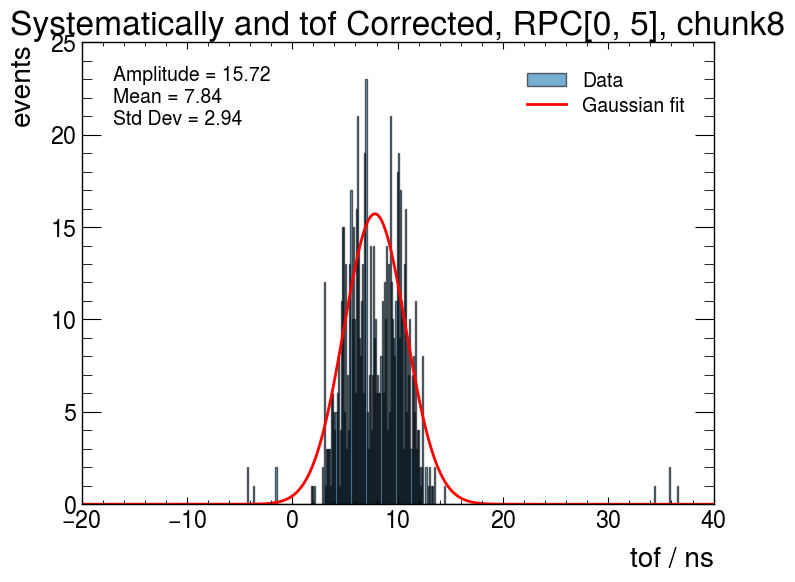 Systematically and tof Corrected, RPC[0, 5], chunk8
events
25
20
15
10
5
0
Amplitude = 15.72
Mean = 7.84
Std Dev = 2.94
Data
Gaussian fit
−20
−10
0
10
20
30
40
tof / ns